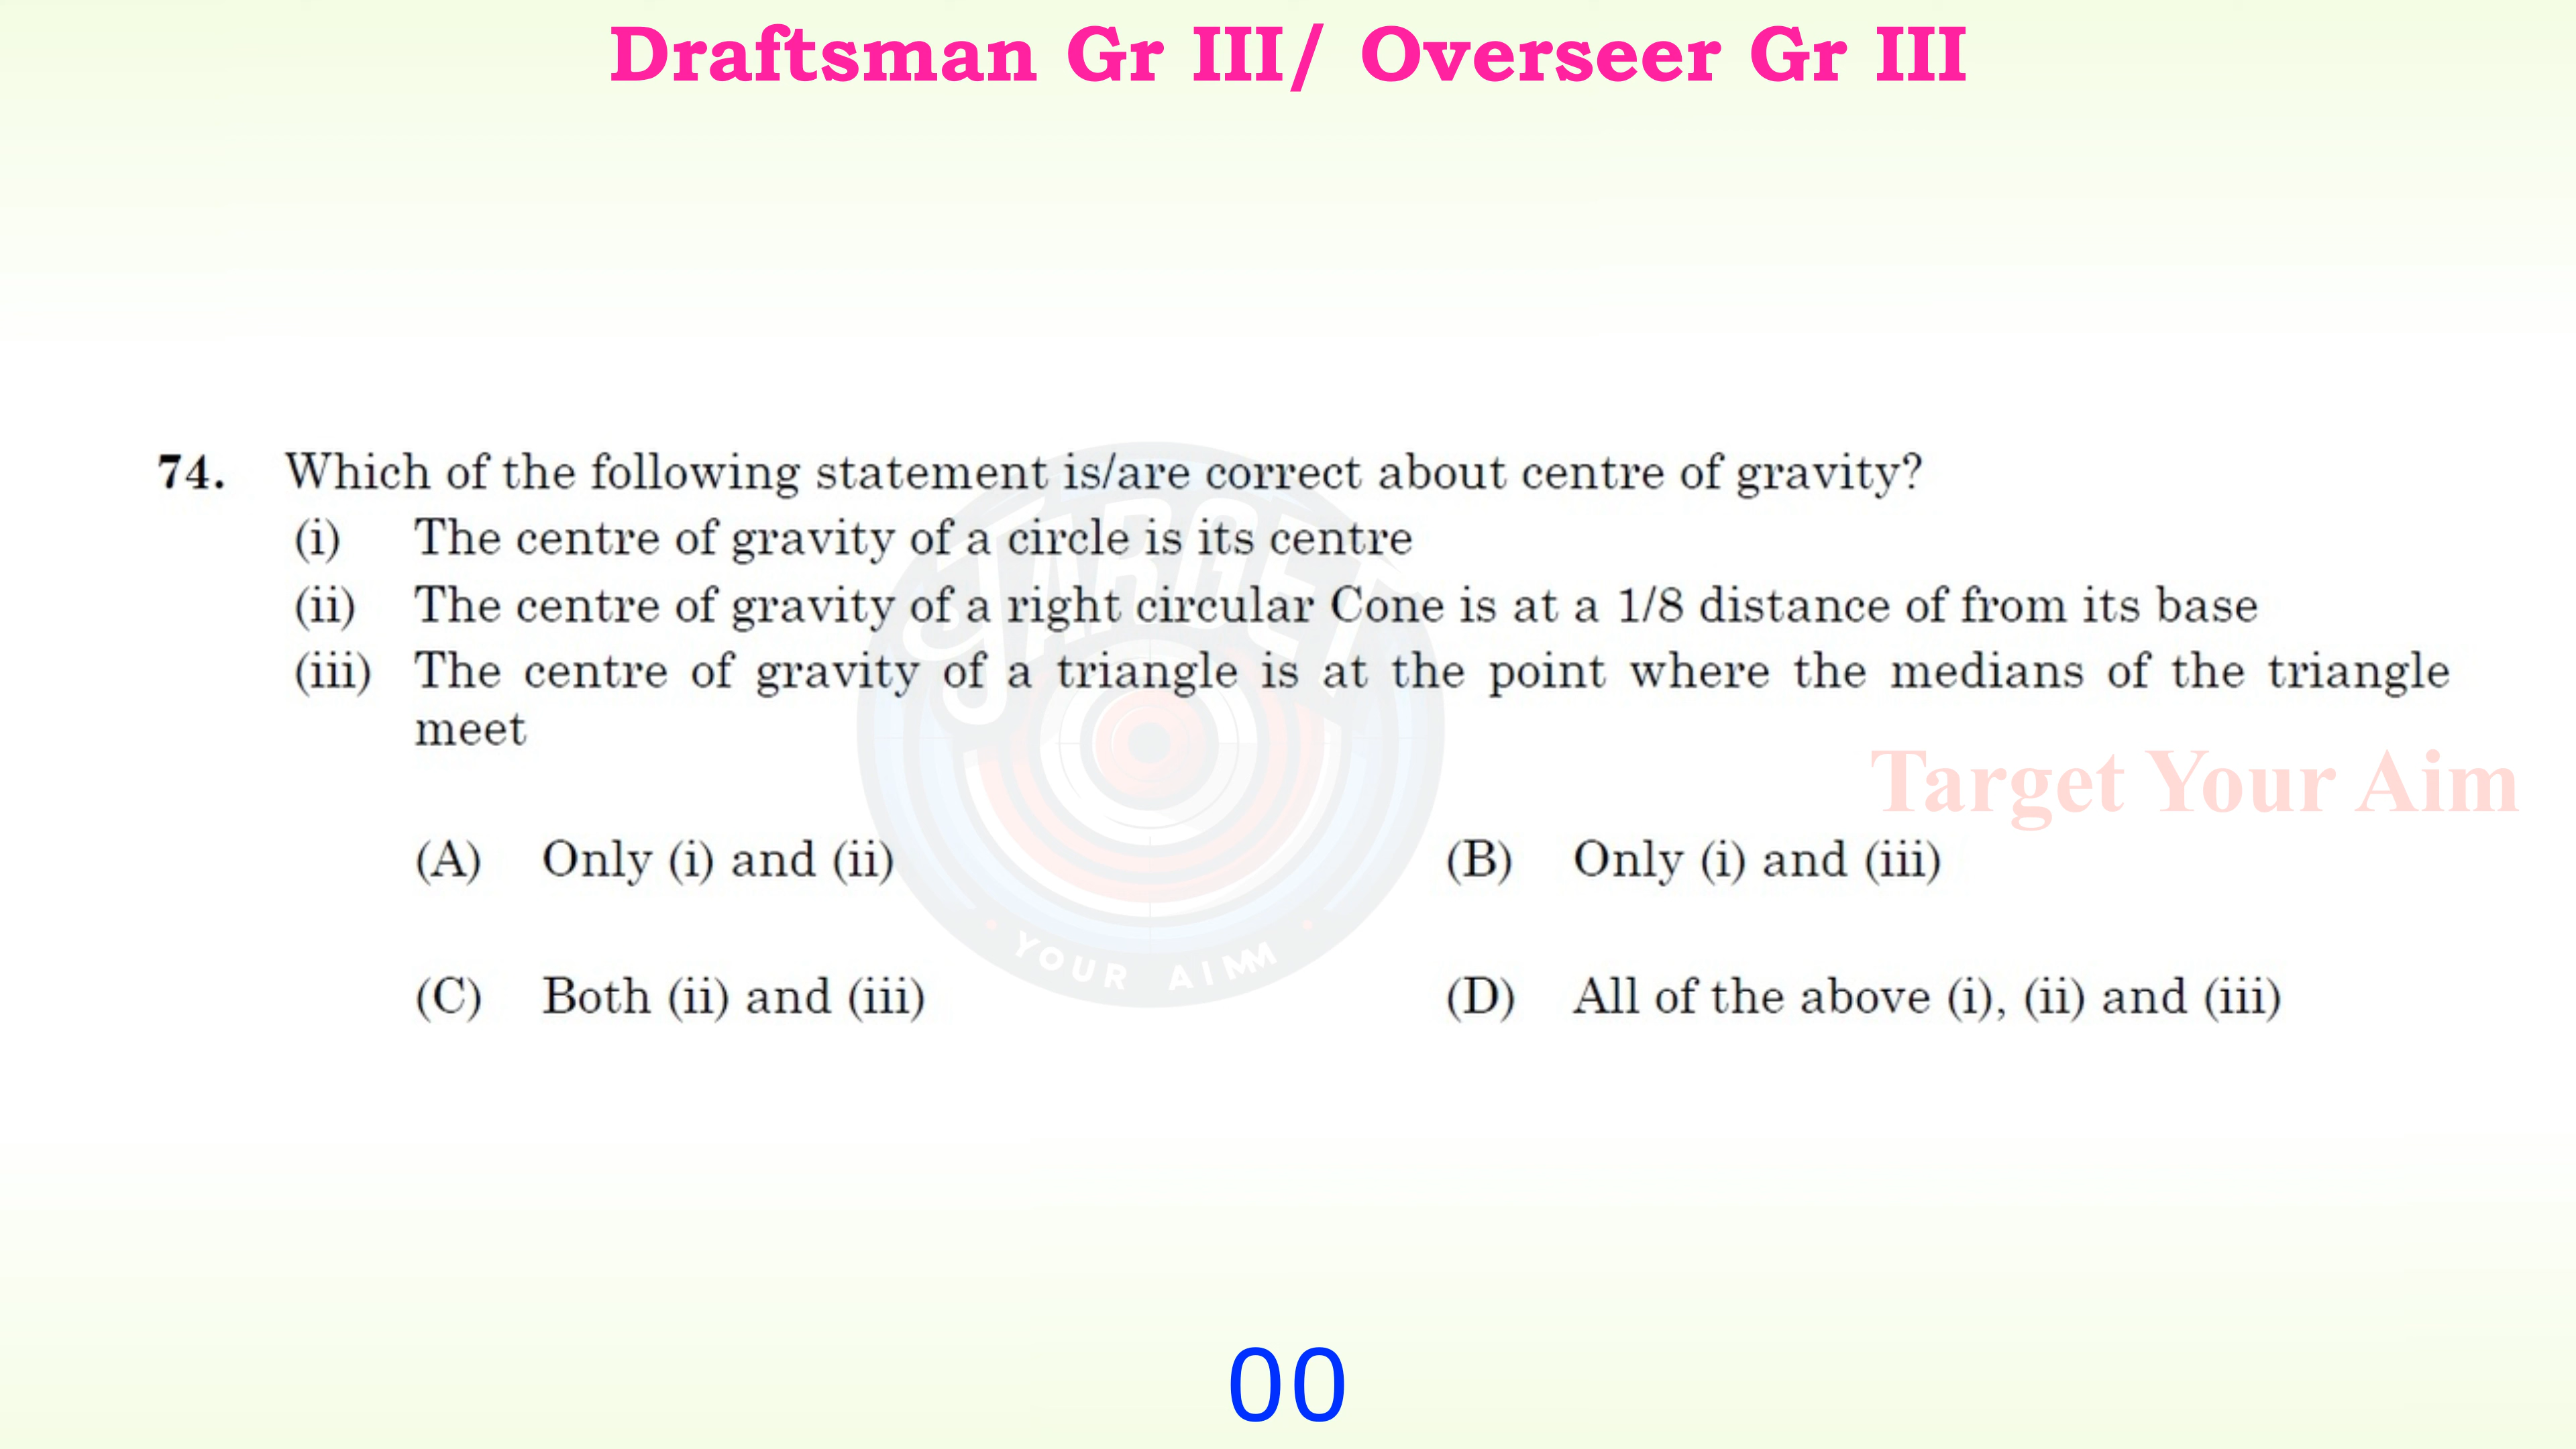 Draftsman Gr III/ Overseer Gr III
74. Which of the following statement is/are correct about centre of gravity?
(i) The centre of gravity of a circle is its centre
(ii) The centre of gravity of a right circular Cone is at a 1/8 distance of from its base
(iii) The centre of gravity of a triangle is at the point where the medians of the triangle
meet
TARGET
Target Your Aim
(A) Only (i) and (ii) (B) Only (i) and (iii)
YOUR AIMM
(C) Both (ii) and (iii) (D) All of the above (i), (ii) and (iii)
00